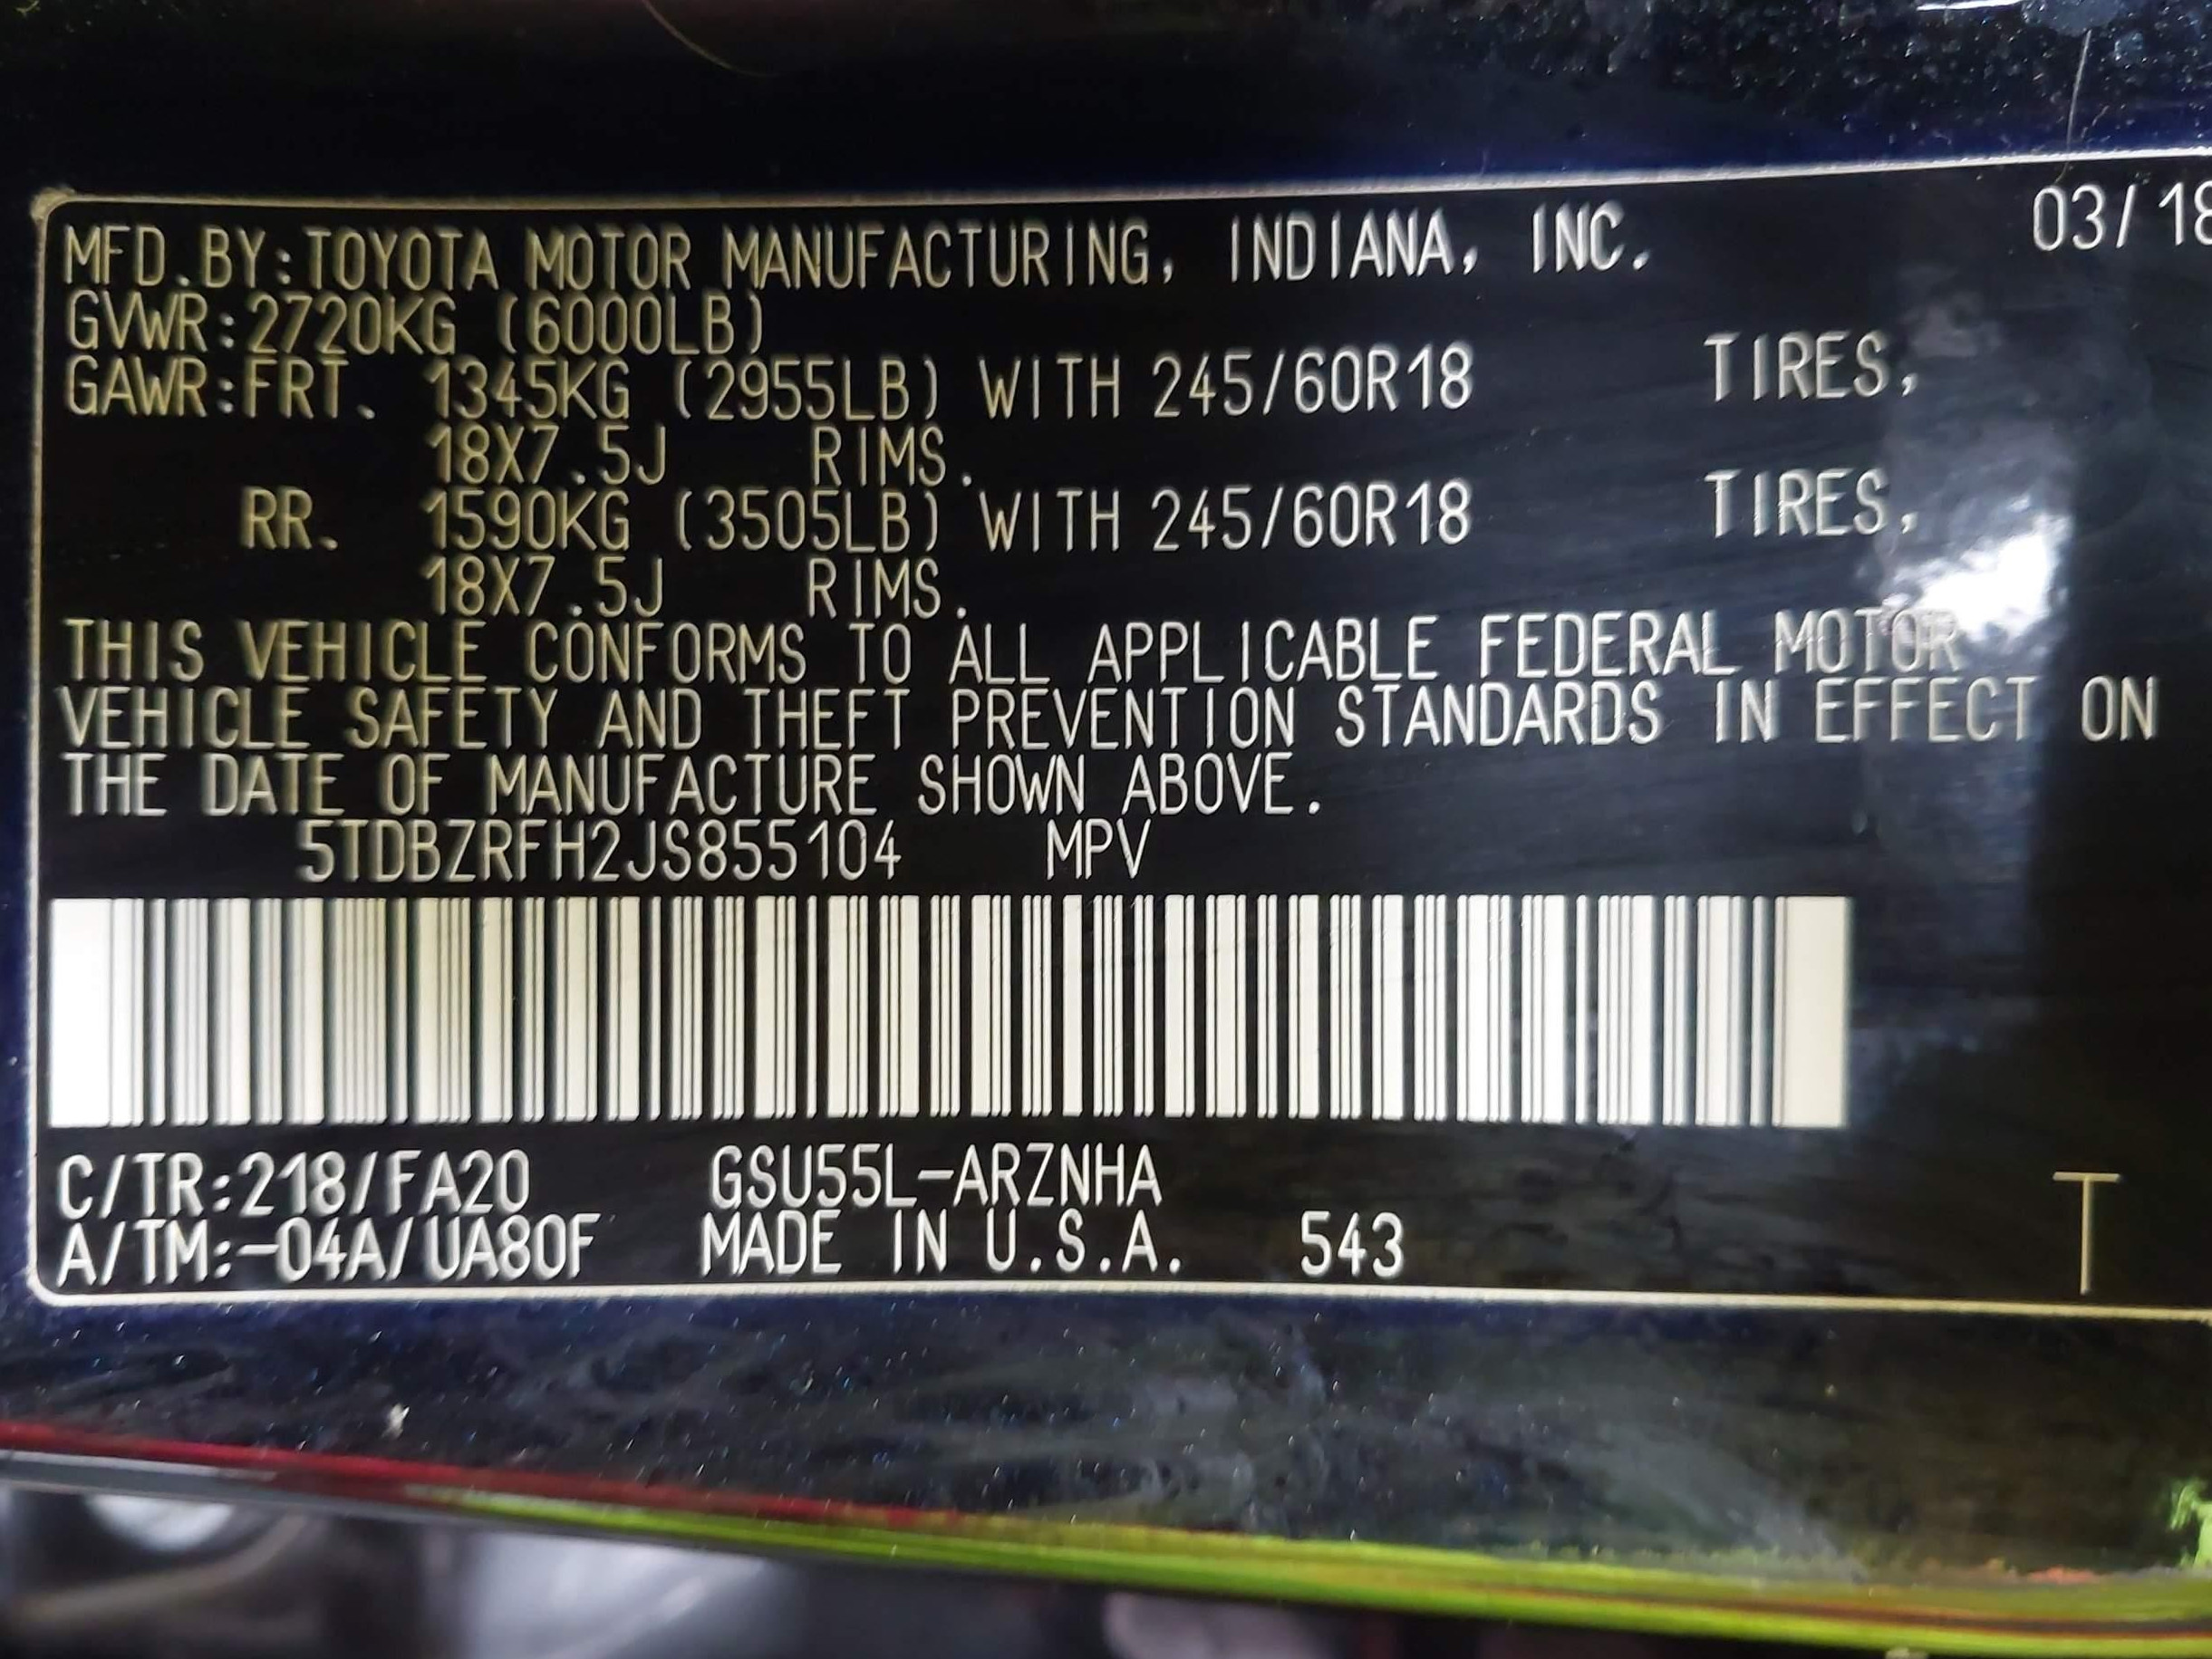 03/18
MFD.BY:TOYOTA MOTOR MANUFACTURING, INDIANA, INC.
GVWR:2720KG (6000LB)
GAWR:FRT. 1345KG (2955LB) WITH 245/60R18 TIRES,
18X7.5J RIMS.
RR. 1590KG (3505LB) WITH 245/60R18 TIRES,
18X7.5J RIMS.
THIS VEHICLE CONFORMS TO ALL APPLICABLE FEDERAL MOTOR
VEHICLE SAFETY AND THEFT PREVENTION STANDARDS IN EFFECT ON
THE DATE OF MANUFACTURE SHOWN ABOVE.
5TDBZRFH2JS855104 MPV
C/TR:218/FA20 GSU55L-ARZNHA
A/TM:-04A/UA80F MADE IN U.S.A. 543
T